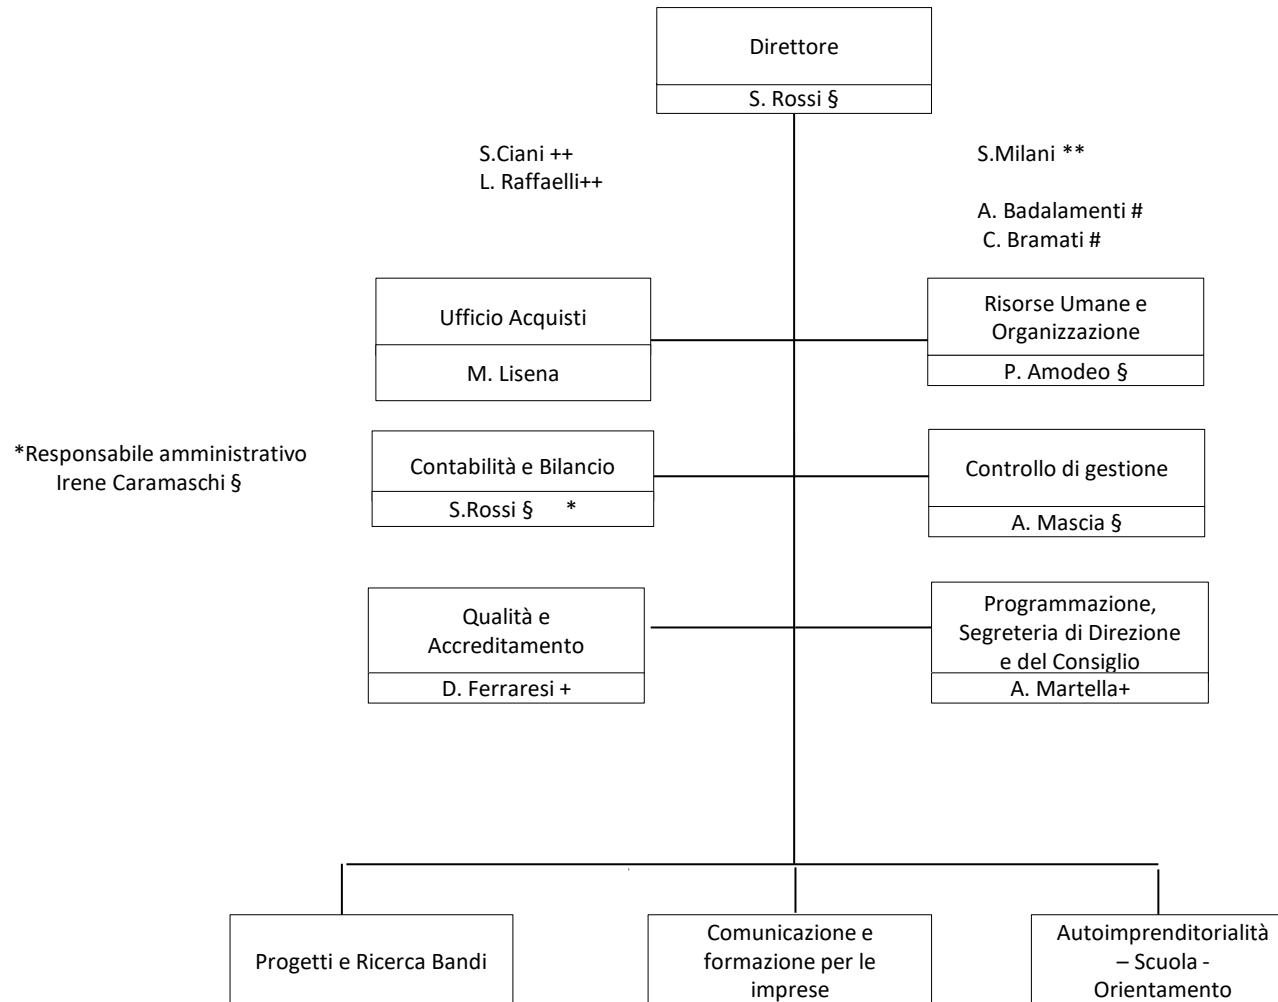 Direttore
S. Rossi §
S.Ciani ++
L. Raffaelli++
S.Milani **
A. Badalamenti #
C. Bramati #
Ufficio Acquisti
M. Lisena
Risorse Umane e
Organizzazione
P. Amodeo §
*Responsabile amministrativo
Irene Caramaschi §
Contabilità e Bilancio
S.Rossi § *
Controllo di gestione
A. Mascia §
Qualità e
Accreditamento
D. Ferraresi +
Programmazione,
Segreteria di Direzione
e del Consiglio
A. Martella+
Progetti e Ricerca Bandi
Comunicazione e
formazione per le
imprese
Autoimprenditorialità
– Scuola -
Orientamento